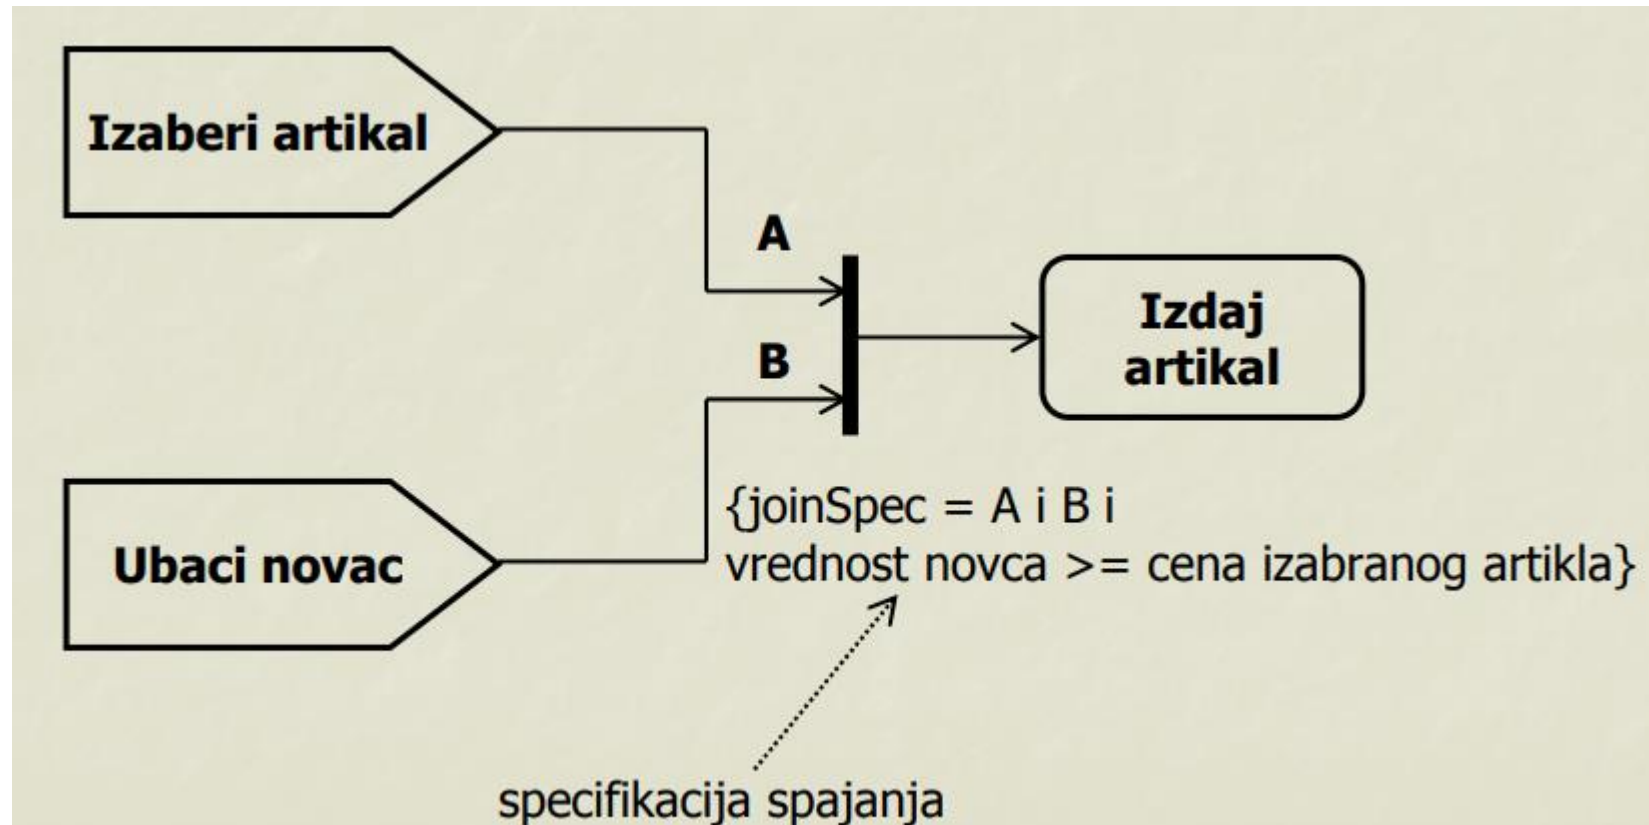 Izaberi artikal
A
B
Izdaj
artikal
Ubaci novac
{joinSpec = A i B i
vrednost novca >= cena izabranog artikla}
specifikacija spajanja